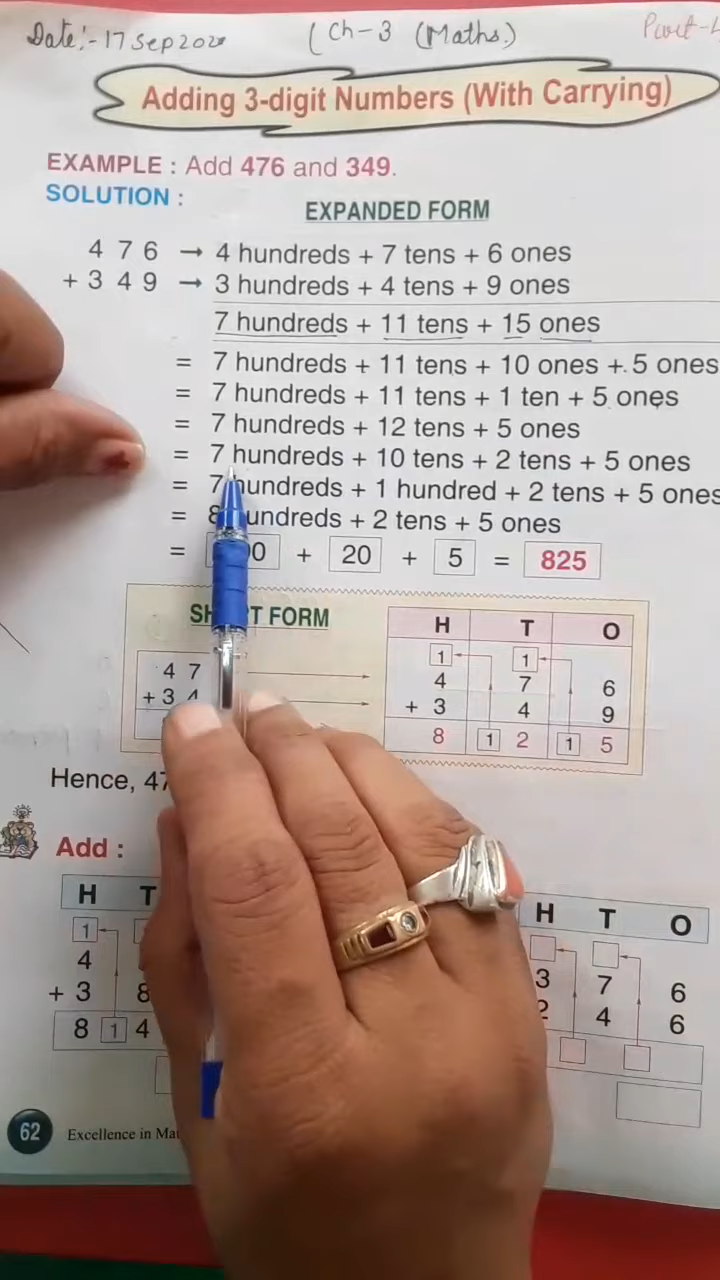 Date:- 17 Sep 2020 ( Ch-3 (Maths)
Adding 3-digit Numbers (With Carrying)
EXAMPLE : Add 476 and 349.
SOLUTION :
EXPANDED FORM
4 7 6 → 4 hundreds + 7 tens + 6 ones
+ 3 4 9 → 3 hundreds + 4 tens + 9 ones
7 hundreds + 11 tens + 15 ones
= 7 hundreds + 11 tens + 10 ones + 5 ones
= 7 hundreds + 11 tens + 1 ten + 5 ones
= 7 hundreds + 12 tens + 5 ones
= 7 hundreds + 10 tens + 2 tens + 5 ones
= 7 hundreds + 1 hundred + 2 tens + 5 ones
= 8 hundreds + 2 tens + 5 ones
= + 20 + 5 = 825
FORM
H T O
1 1
4 7
4 7 6
+ 3 4
+ 3 4 9
8 1 2 1 5
Hence,
Add :
H T
1
4
+ 3 8
8 1 4
H T O
3 7 6
2 4 6
62 Excellence in